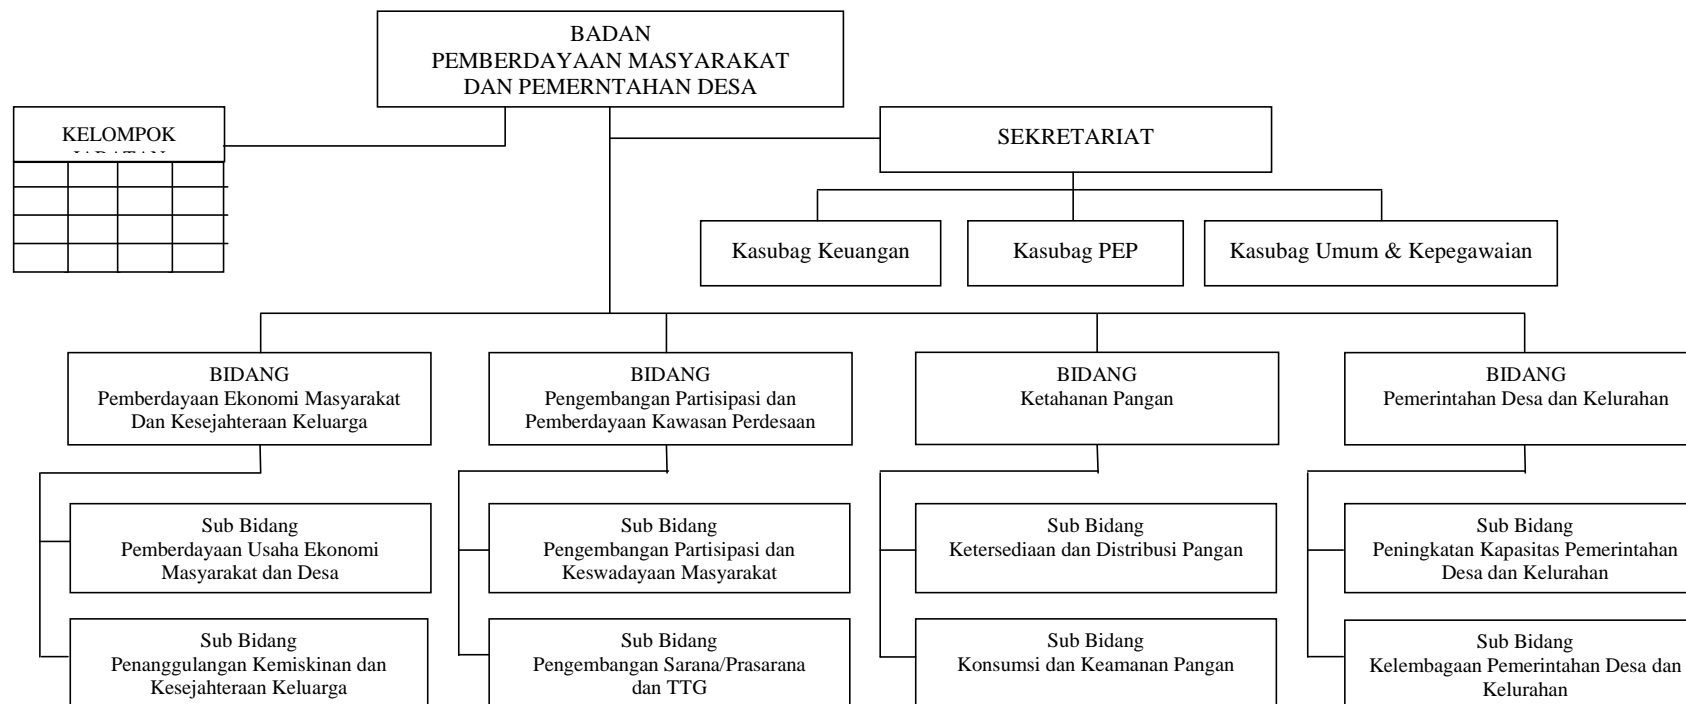 BADAN
PEMBERDAYAAN MASYARAKAT
DAN PEMERNTAHAN DESA
KELOMPOK
SEKRETARIAT
Kasubag Keuangan
Kasubag PEP
Kasubag Umum & Kepegawaian
BIDANG
Pemberdayaan Ekonomi Masyarakat
Dan Kesejahteraan Keluarga
BIDANG
Pengembangan Partisipasi dan
Pemberdayaan Kawasan Perdesaan
BIDANG
Ketahanan Pangan
BIDANG
Pemerintahan Desa dan Kelurahan
Sub Bidang
Pemberdayaan Usaha Ekonomi
Masyarakat dan Desa
Sub Bidang
Pengembangan Partisipasi dan
Keswadayaan Masyarakat
Sub Bidang
Ketersediaan dan Distribusi Pangan
Sub Bidang
Peningkatan Kapasitas Pemerintahan
Desa dan Kelurahan
Sub Bidang
Penanggulangan Kemiskinan dan
Kesejahteraan Keluarga
Sub Bidang
Pengembangan Sarana/Prasarana
dan TTG
Sub Bidang
Konsumsi dan Keamanan Pangan
Sub Bidang
Kelembagaan Pemerintahan Desa dan
Kelurahan